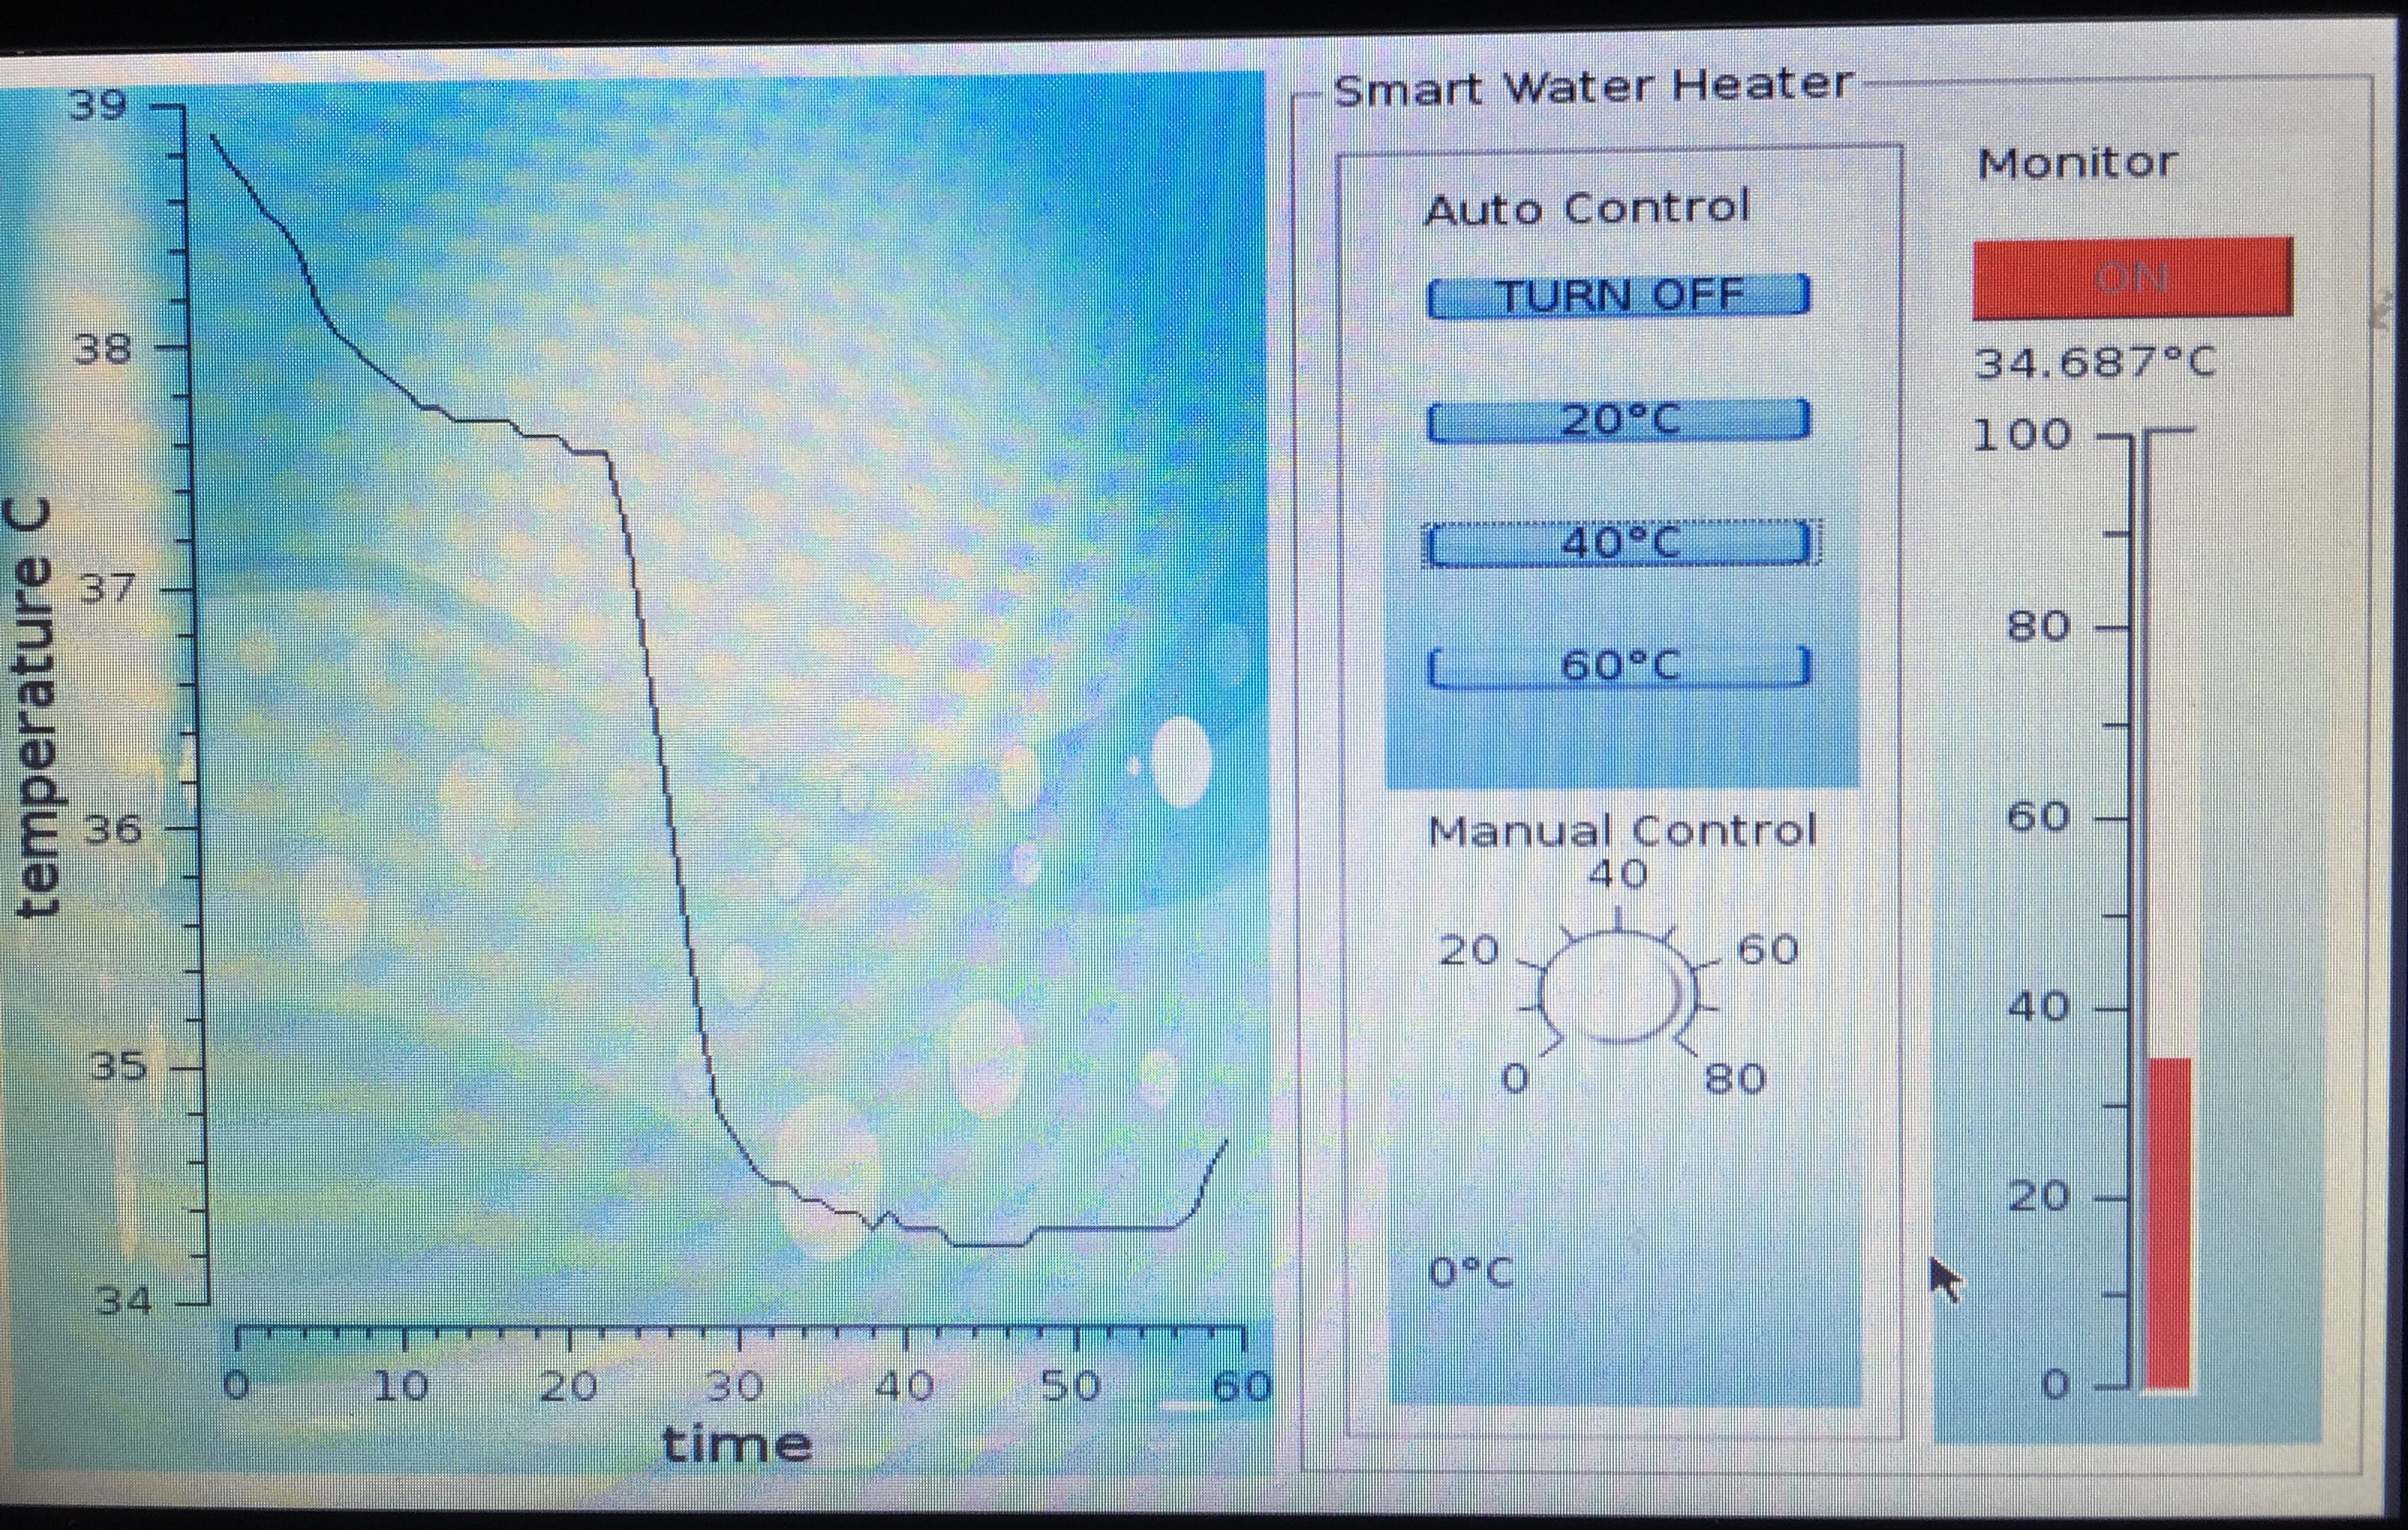 39
38
37
36
35
34
temperature C
0 10 20 30 40 50 60
time
Smart Water Heater
Auto Control
TURN OFF
20°C
40°C
60°C
Manual Control
40
20 60
0 80
0°C
Monitor
ON
34.687°C
100
80
60
40
20
0